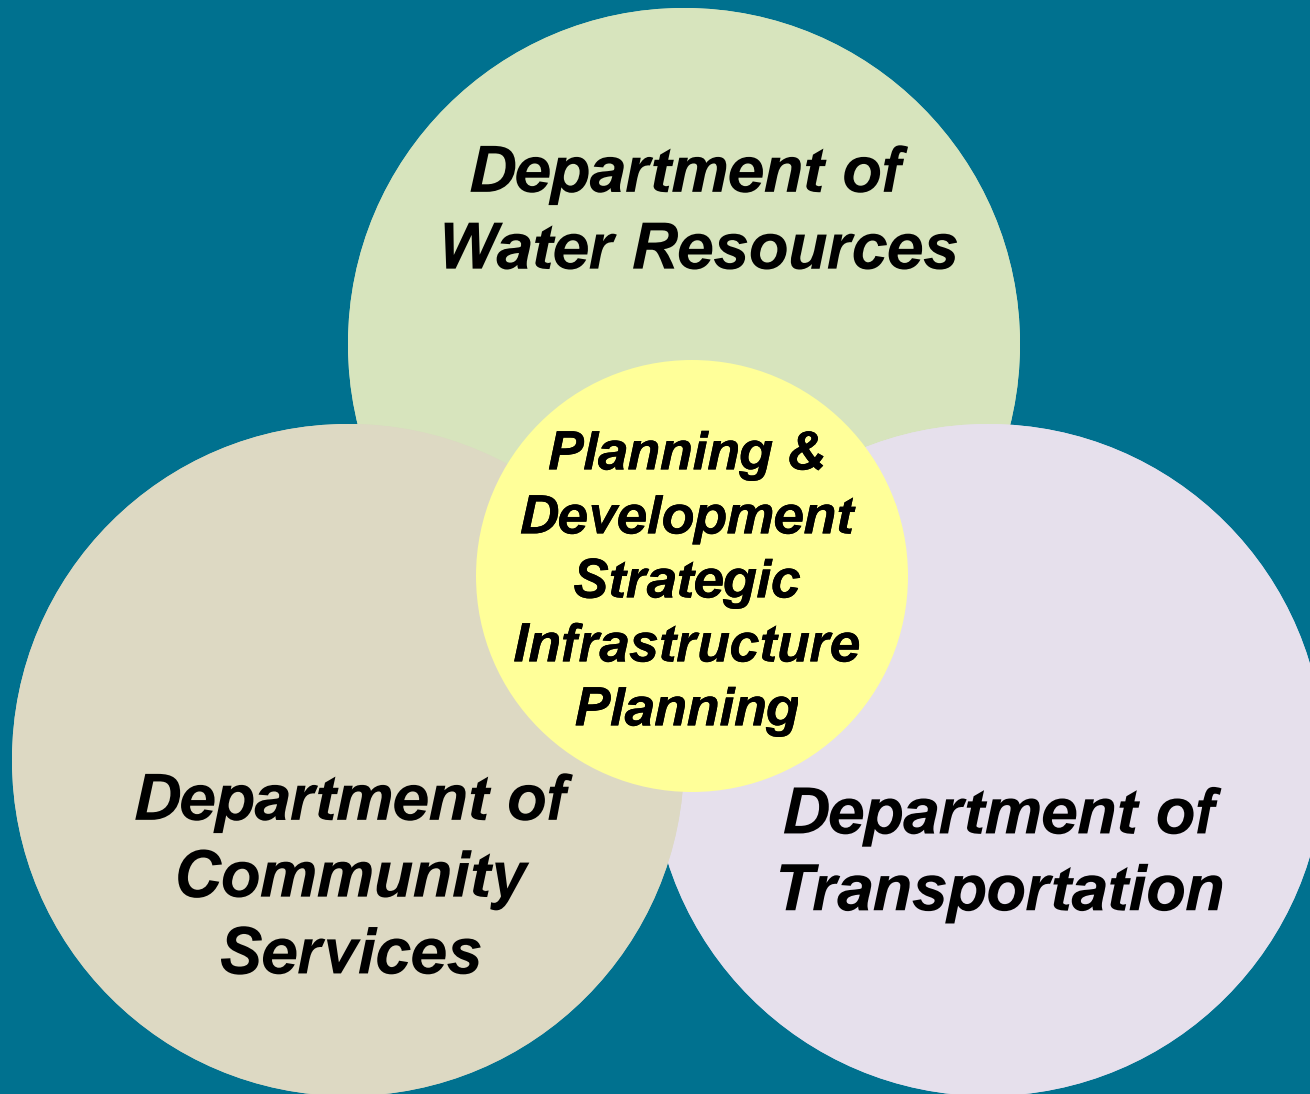 Department of
Water Resources
Planning &
Development
Strategic
Infrastructure
Planning
Department of
Community
Services
Department of
Transportation